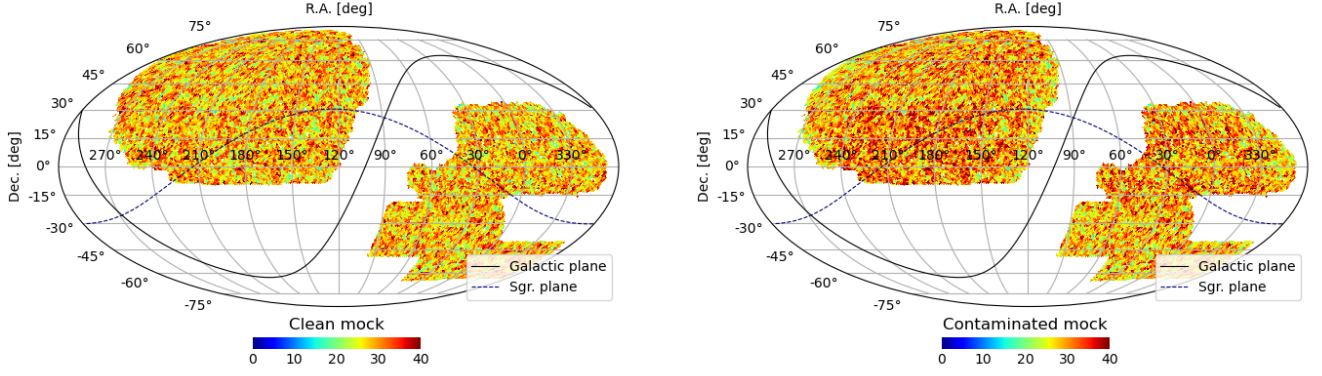 R.A. [deg]
75°
60°
45°
30°
15°
0°
-15°
-30°
-45°
-60°
-75°
Dec. [deg]
270° 240° 210° 180° 150° 120° 90° 60° 30° 0° 330°
Galactic plane
Sgr. plane
Clean mock
0 10 20 30 40
R.A. [deg]
75°
60°
45°
30°
15°
0°
-15°
-30°
-45°
-60°
-75°
Dec. [deg]
270° 240° 210° 180° 150° 120° 90° 60° 30° 0° 330°
Galactic plane
Sgr. plane
Contaminated mock
0 10 20 30 40